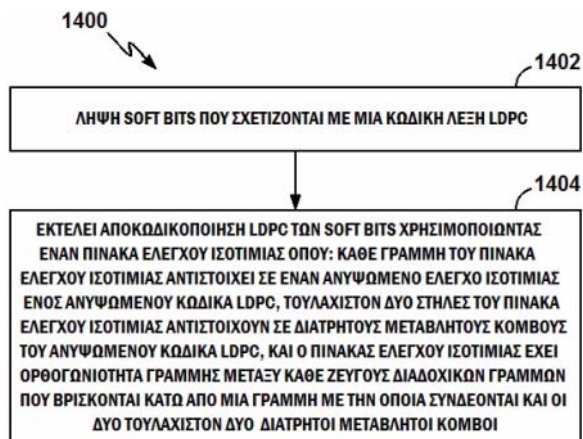 1400
1402
ΛΗΨΗ SOFT BITS ΠΟΥ ΣΧΕΤΙΖΟΝΤΑΙ ΜΕ ΜΙΑ ΚΩΔΙΚΗ ΛΕΞΗ LDPC
1404
ΕΚΤΕΛΕΙ ΑΠΟΚΩΔΙΚΟΠΟΙΗΣΗ LDPC ΤΩΝ SOFT BITS ΧΡΗΣΙΜΟΠΟΙΩΝΤΑΣ
ΕΝΑΝ ΠΙΝΑΚΑ ΕΛΕΓΧΟΥ ΙΣΟΤΙΜΙΑΣ ΟΠΟΥ: ΚΑΘΕ ΓΡΑΜΜΗ ΤΟΥ ΠΙΝΑΚΑ
ΕΛΕΓΧΟΥ ΙΣΟΤΙΜΙΑΣ ΑΝΤΙΣΤΟΙΧΕΙ ΣΕ ΕΝΑΝ ΑΝΥΨΩΜΕΝΟ ΕΛΕΓΧΟ ΙΣΟΤΙΜΙΑΣ
ΕΝΟΣ ΑΝΥΨΩΜΕΝΟΥ ΚΩΔΙΚΑ LDPC, ΤΟΥΛΑΧΙΣΤΟΝ ΔΥΟ ΣΤΗΛΕΣ ΤΟΥ ΠΙΝΑΚΑ
ΕΛΕΓΧΟΥ ΙΣΟΤΙΜΙΑΣ ΑΝΤΙΣΤΟΙΧΟΥΝ ΣΕ ΔΙΑΤΡΗΤΟΥΣ ΜΕΤΑΒΛΗΤΟΥΣ ΚΟΜΒΟΥΣ
ΤΟΥ ΑΝΥΨΩΜΕΝΟΥ ΚΩΔΙΚΑ LDPC, ΚΑΙ Ο ΠΙΝΑΚΑΣ ΕΛΕΓΧΟΥ ΙΣΟΤΙΜΙΑΣ ΕΧΕΙ
ΟΡΘΟΓΩΝΙΟΤΗΤΑ ΓΡΑΜΜΗΣ ΜΕΤΑΞΥ ΚΑΘΕ ΖΕΥΓΟΥΣ ΔΙΑΔΟΧΙΚΩΝ ΓΡΑΜΜΩΝ
ΠΟΥ ΒΡΙΣΚΟΝΤΑΙ ΚΑΤΩ ΑΠΟ ΜΙΑ ΓΡΑΜΜΗ ΜΕ ΤΗΝ ΟΠΟΙΑ ΣΥΝΔΕΟΝΤΑΙ ΚΑΙ ΟΙ
ΔΥΟ ΤΟΥΛΑΧΙΣΤΟΝ ΔΥΟ ΔΙΑΤΡΗΤΟΙ ΜΕΤΑΒΛΗΤΟΙ ΚΟΜΒΟΙ